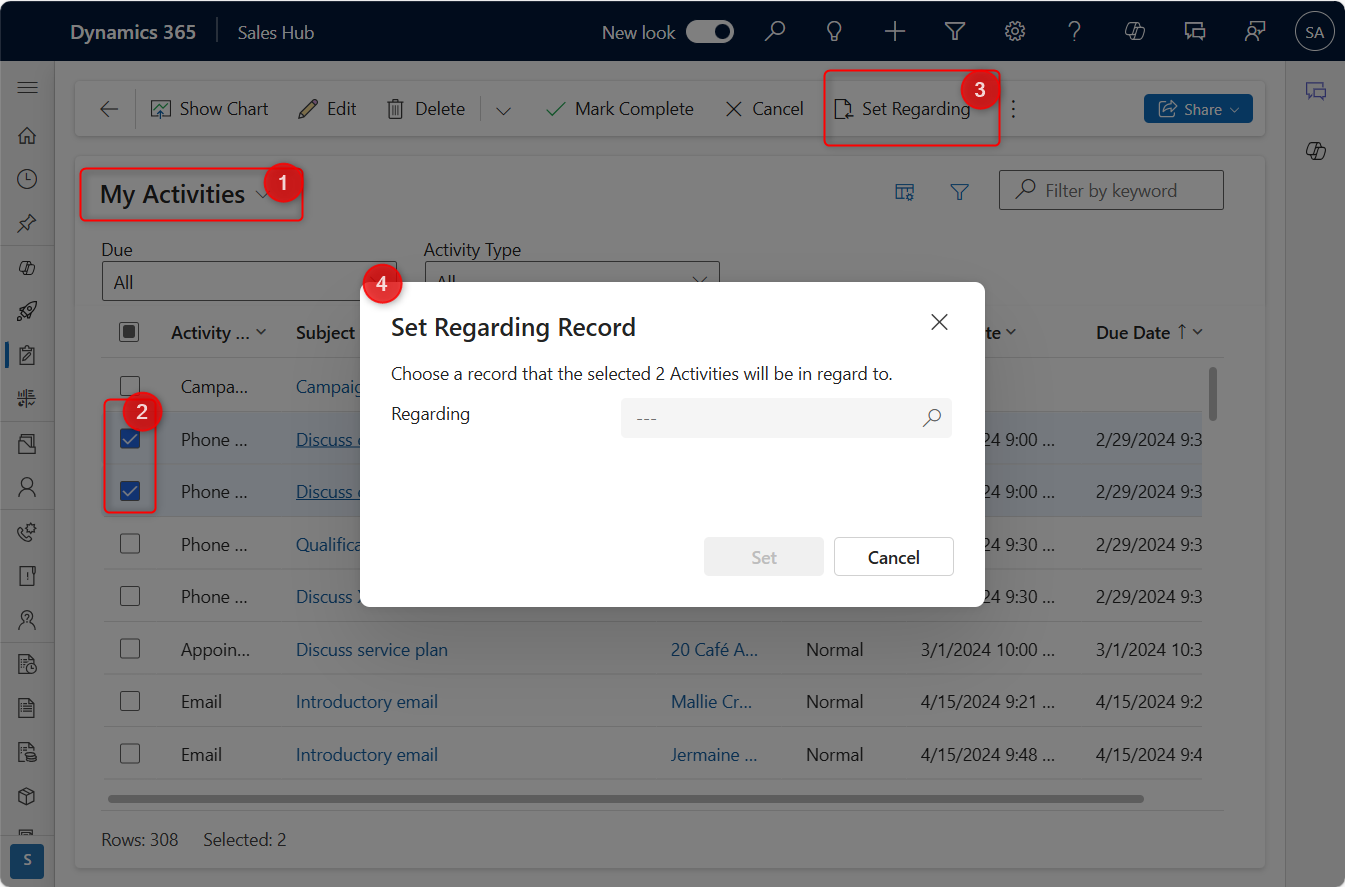 Dynamics 365 Sales Hub New look SA
Show Chart Edit Delete Mark Complete Cancel Set Regarding 3 Share
My Activities 1 Filter by keyword
Due Activity Type
All All
4
Set Regarding Record
Activity ... Subject te Due Date
Choose a record that the selected 2 Activities will be in regard to.
Campa... Campaig
Regarding ---
2
Phone ... Discuss 24 9:00 ... 2/29/2024 9:3
Phone ... Discuss 24 9:00 ... 2/29/2024 9:3
Phone ... Qualifica 24 9:30 ... 2/29/2024 9:3
Set Cancel
Phone ... Discuss 24 9:30 ... 2/29/2024 9:3
Appoin... Discuss service plan 20 Café A... Normal 3/1/2024 10:00 ... 3/1/2024 10:3
Email Introductory email Mallie Cr... Normal 4/15/2024 9:21 ... 4/15/2024 9:2
Email Introductory email Jermaine ... Normal 4/15/2024 9:48 ... 4/15/2024 9:4
Rows: 308 Selected: 2
S